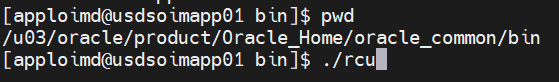 [apploimd@usdsoimapp01 bin]$ pwd
/u03/oracle/product/Oracle_Home/oracle_common/bin
[apploimd@usdsoimapp01 bin]$ ./rcu